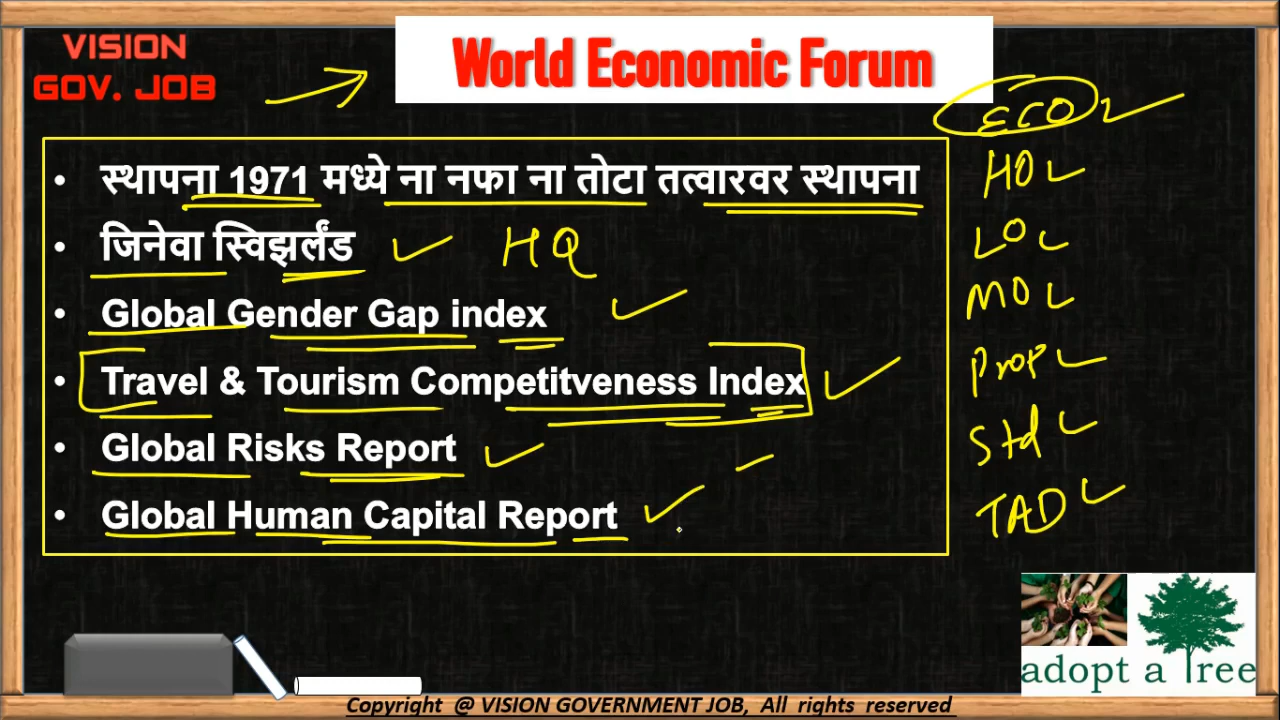 VISION
GOV. JOB
World Economic Forum
• स्थापना 1971 मध्ये ना नफा ना तोटा तत्वारवर स्थापना
• जिनेवा स्विझर्लंड
HQ
• Global Gender Gap index
• Travel & Tourism Competitveness Index
• Global Risks Report
• Global Human Capital Report
ECO
HO
LO
MO
Prop
Std
TAD
adopt a Tree
Copyright @ VISION GOVERNMENT JOB, All rights reserved